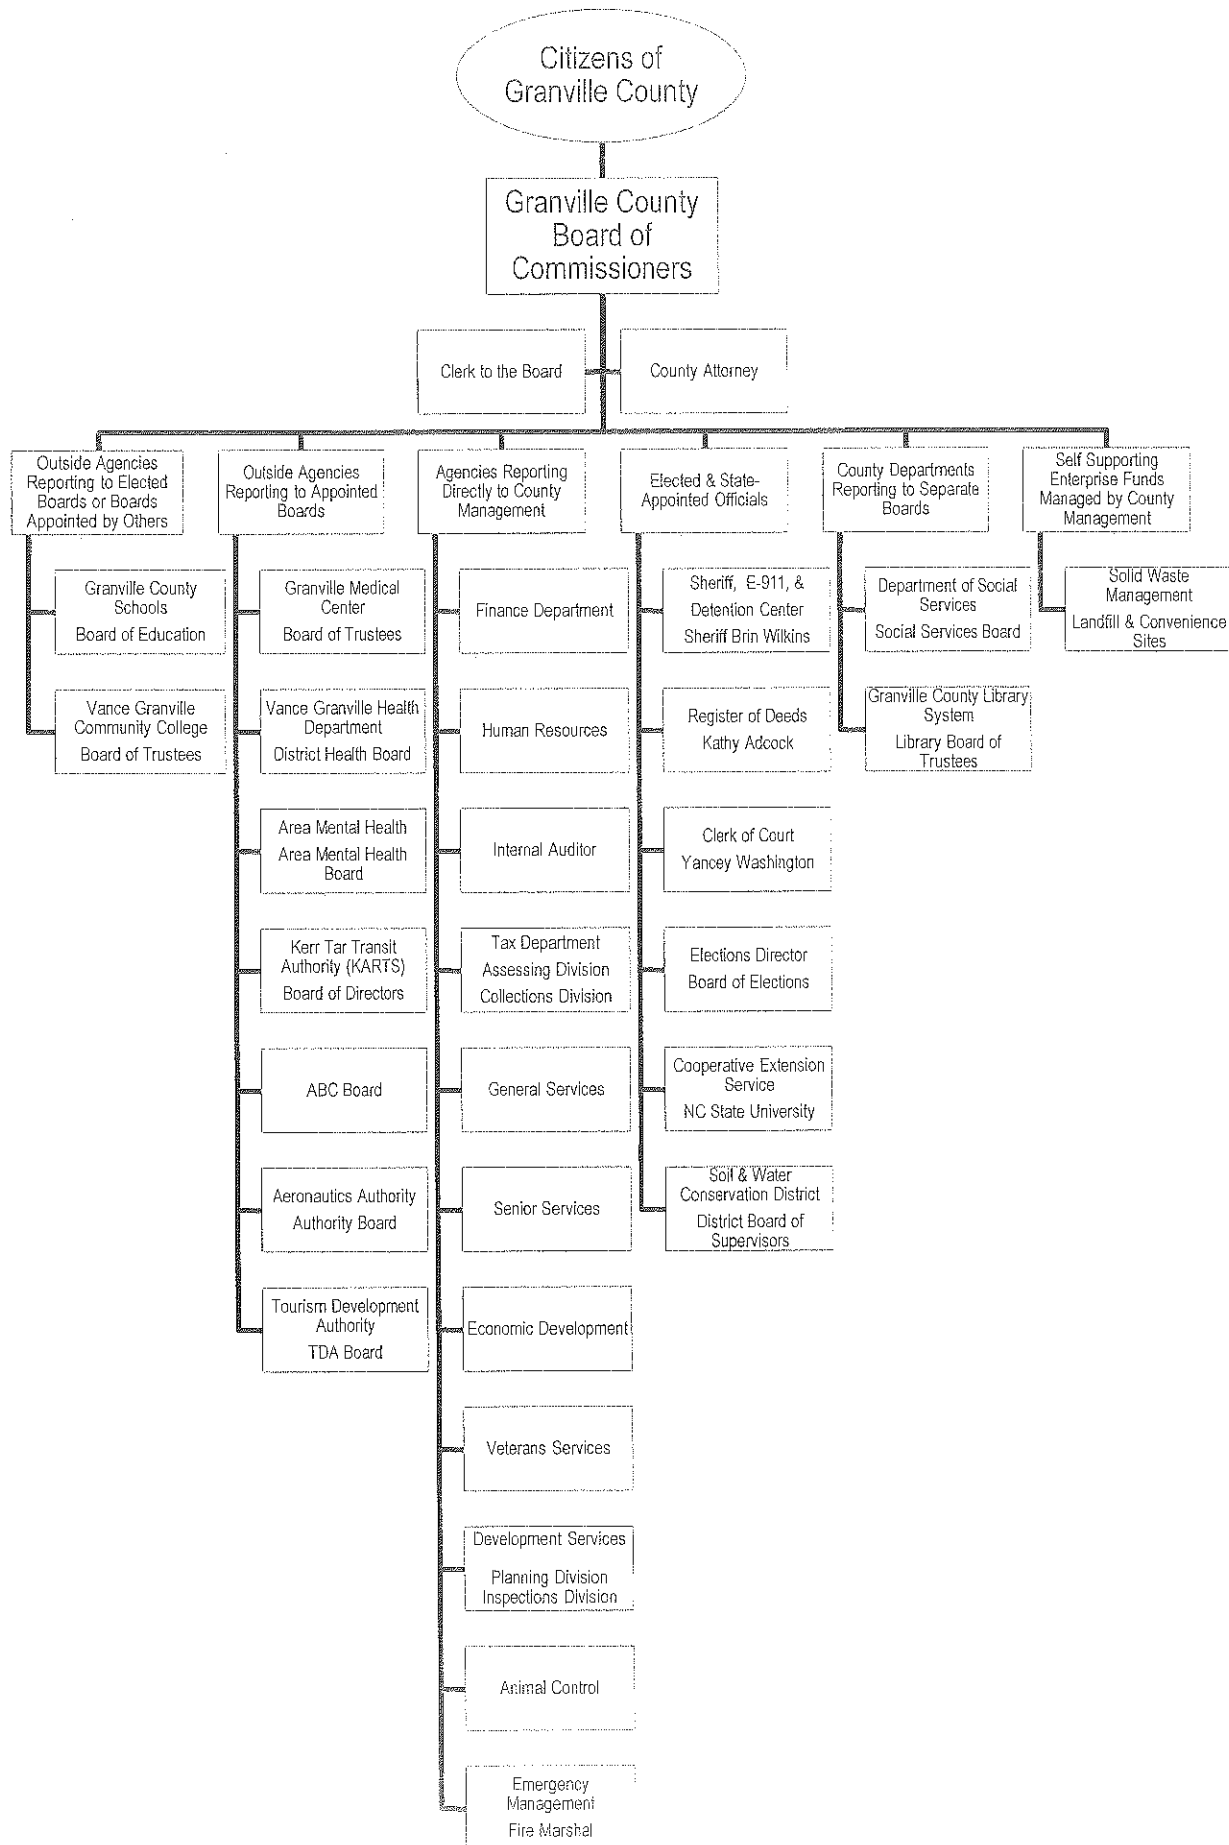 Citizens of
Granville County
Granville County
Board of
Commissioners
Clerk to the Board
County Attorney
Outside Agencies
Reporting to Elected
Boards or Boards
Appointed by Others
Granville County
Schools
Board of Education
Vance Granville
Community College
Board of Trustees
Outside Agencies
Reporting to Appointed
Boards
Granville Medical
Center
Board of Trustees
Vance Granville Health
Department
District Health Board
Area Mental Health
Area Mental Health
Board
Kerr Tar Transit
Authority (KARTS)
Board of Directors
ABC Board
Aeronautics Authority
Authority Board
Tourism Development
Authority
TDA Board
Agencies Reporting
Directly to County
Management
Finance Department
Human Resources
Internal Auditor
Tax Department
Assessing Division
Collections Division
General Services
Senior Services
Economic Development
Veterans Services
Development Services
Planning Division
Inspections Division
Animal Control
Emergency
Management
Fire Marshal
Elected & State-
Appointed Officials
Sheriff, E-911, &
Detention Center
Sheriff Brin Wilkins
Register of Deeds
Kathy Adcock
Clerk of Court
Yancey Washington
Elections Director
Board of Elections
Cooperative Extension
Service
NC State University
Soil & Water
Conservation District
District Board of
Supervisors
County Departments
Reporting to Separate
Boards
Department of Social
Services
Social Services Board
Granville County Library
System
Library Board of
Trustees
Self Supporting
Enterprise Funds
Managed by County
Management
Solid Waste
Management
Landfill & Convenience
Sites